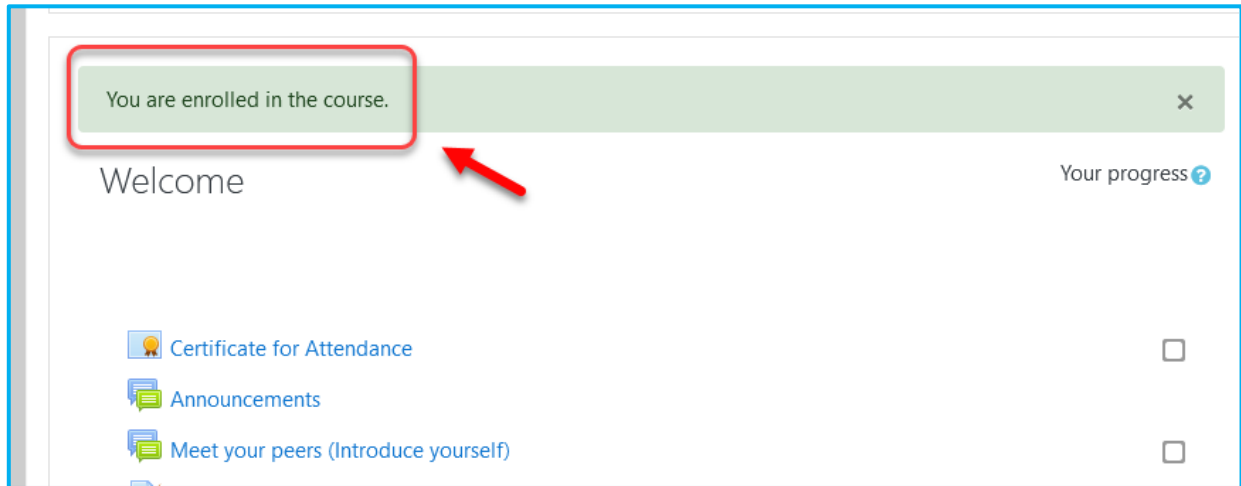 You are enrolled in the course.
Welcome
Your progress
Certificate for Attendance
Announcements
Meet your peers (Introduce yourself)